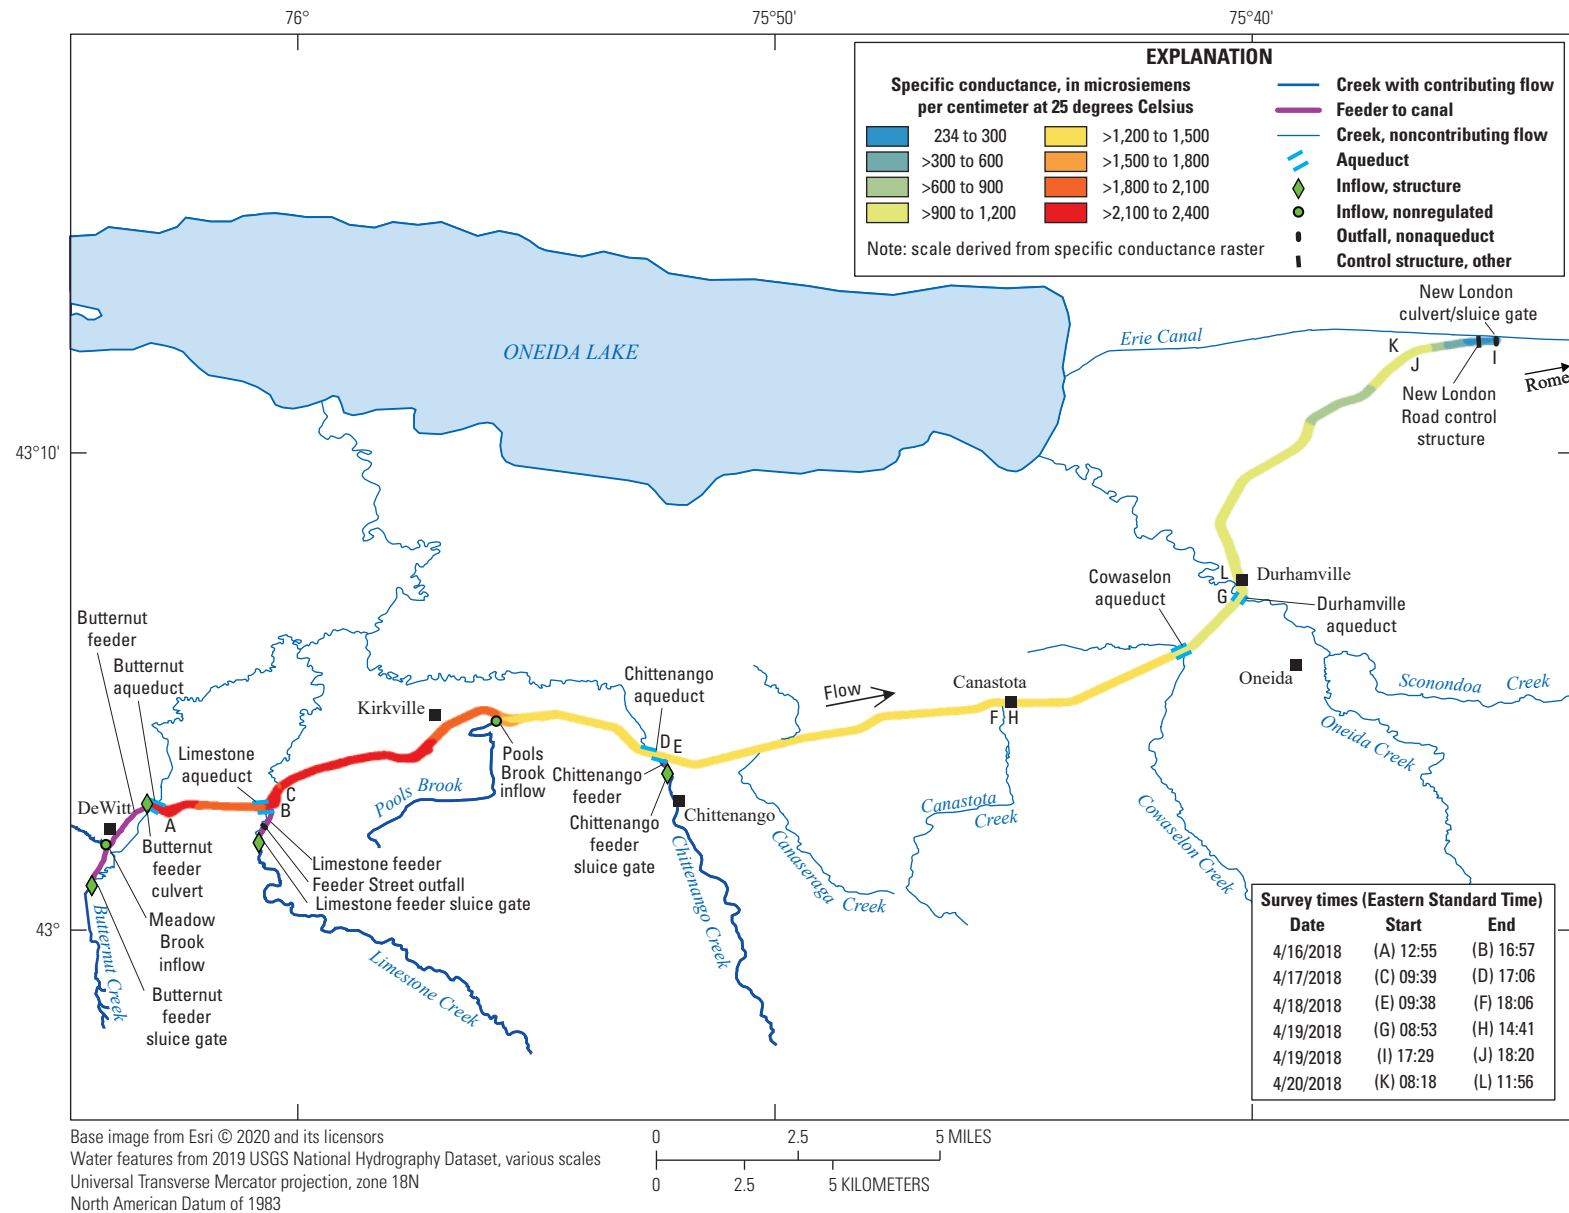 76°
75°50'
75°40'
EXPLANATION
Specific conductance, in microsiemens
per centimeter at 25 degrees Celsius
234 to 300
>300 to 600
>600 to 900
>900 to 1,200
>1,200 to 1,500
>1,500 to 1,800
>1,800 to 2,100
>2,100 to 2,400
Note: scale derived from specific conductance raster
Creek with contributing flow
Feeder to canal
Creek, noncontributing flow
Aqueduct
Inflow, structure
Inflow, nonregulated
Outfall, nonaqueduct
Control structure, other
New London
culvert/sluice gate
Erie Canal
ONEIDA LAKE
K
J
I
Rome
New London
Road control
structure
43°10'
Cowaselon
aqueduct
L
Durhamville
G
Durhamville
aqueduct
Butternut
feeder
Butternut
aqueduct
Oneida
Sconondoa Creek
Oneida Creek
Chittenango
aqueduct
Flow
Canastota
F
H
Kirkville
D
E
Limestone
aqueduct
Pools
Brook
inflow
Pools Brook
Chittenango
feeder
C
B
A
DeWitt
Chittenango
Chittenango
feeder
sluice gate
Canastota
Creek
Canaseraga Creek
Cowaselon Creek
Chittenango Creek
Butternut
feeder
culvert
Limestone feeder
Feeder Street outfall
Limestone feeder sluice gate
Meadow
Brook
inflow
43°
Butternut Creek
Limestone Creek
Butternut
feeder
sluice gate
Survey times (Eastern Standard Time)
Date Start End
4/16/2018 (A) 12:55 (B) 16:57
4/17/2018 (C) 09:39 (D) 17:06
4/18/2018 (E) 09:38 (F) 18:06
4/19/2018 (G) 08:53 (H) 14:41
4/19/2018 (I) 17:29 (J) 18:20
4/20/2018 (K) 08:18 (L) 11:56
Base image from Esri © 2020 and its licensors
Water features from 2019 USGS National Hydrography Dataset, various scales
Universal Transverse Mercator projection, zone 18N
North American Datum of 1983
0 2.5 5 MILES
0 2.5 5 KILOMETERS